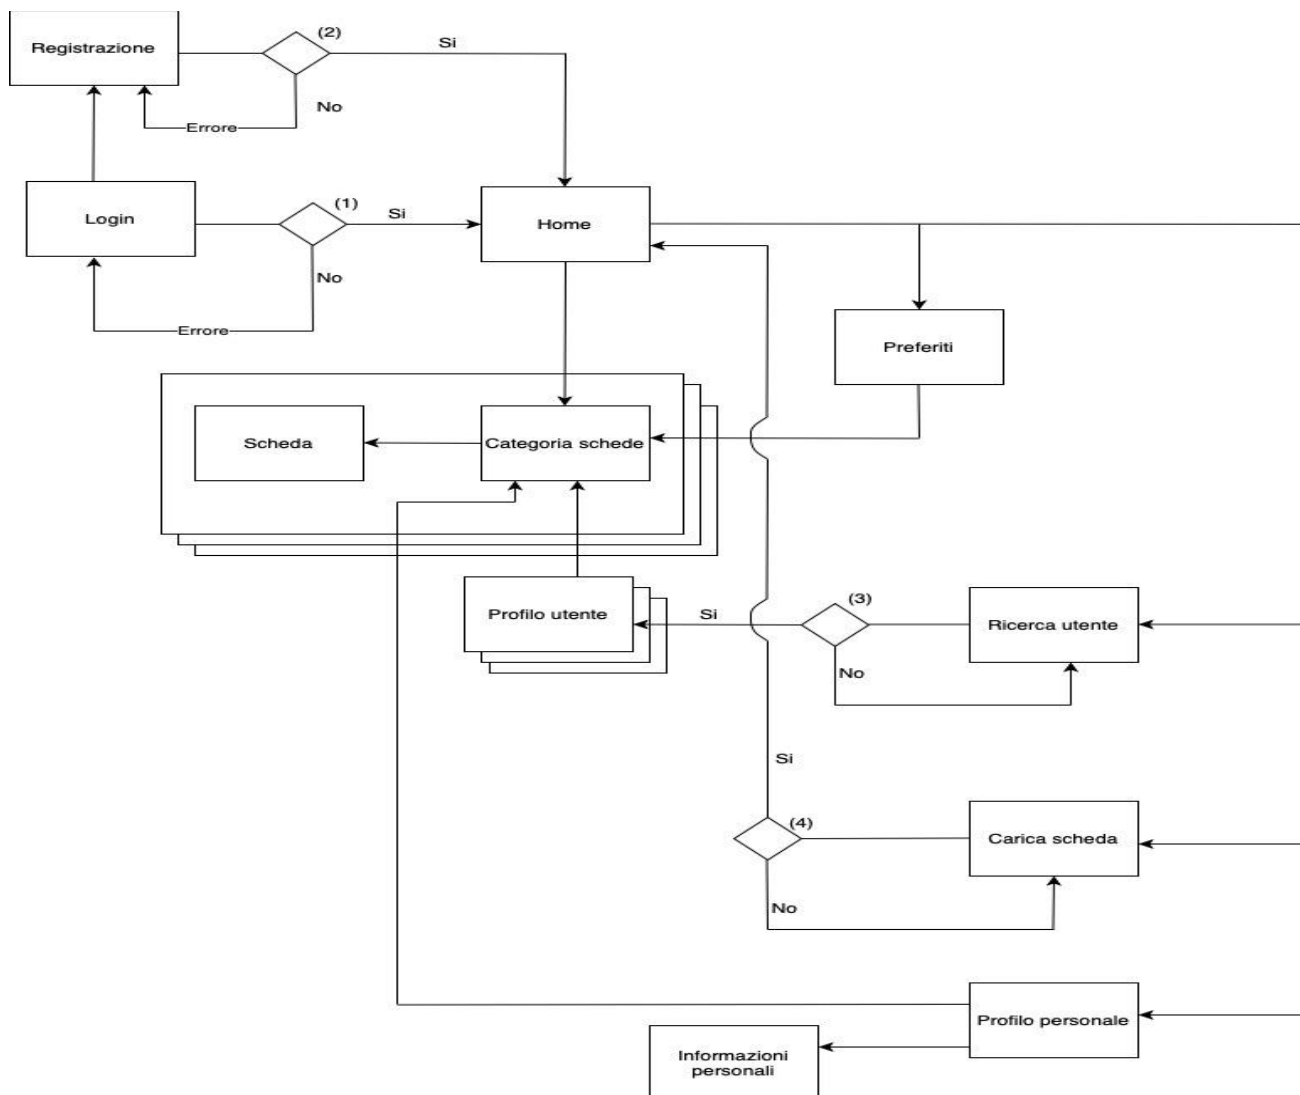 Registrazione
(2)
Si
No
Errore
Login
(1)
Si
No
Errore
Home
Preferiti
Scheda
Categoria schede
Profilo utente
Si
(3)
Ricerca utente
No
Si
(4)
Carica scheda
No
Profilo personale
Informazioni
personali